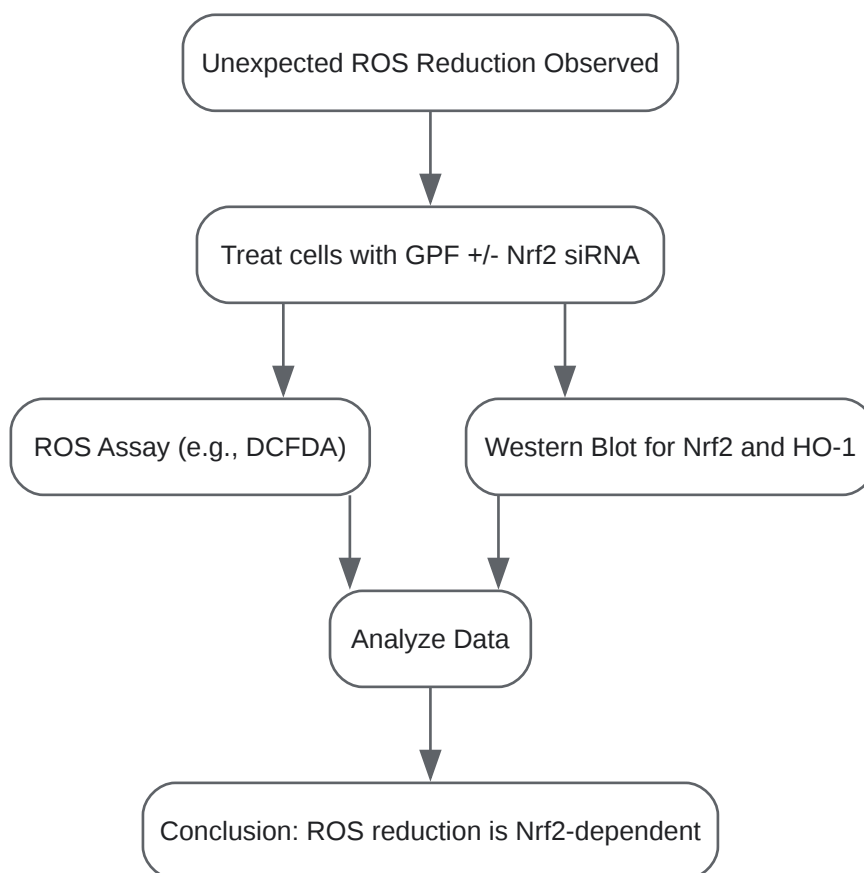 Unexpected ROS Reduction Observed
Treat cells with GPF +/- Nrf2 siRNA
ROS Assay (e.g., DCFDA)
Western Blot for Nrf2 and HO-1
Analyze Data
Conclusion: ROS reduction is Nrf2-dependent